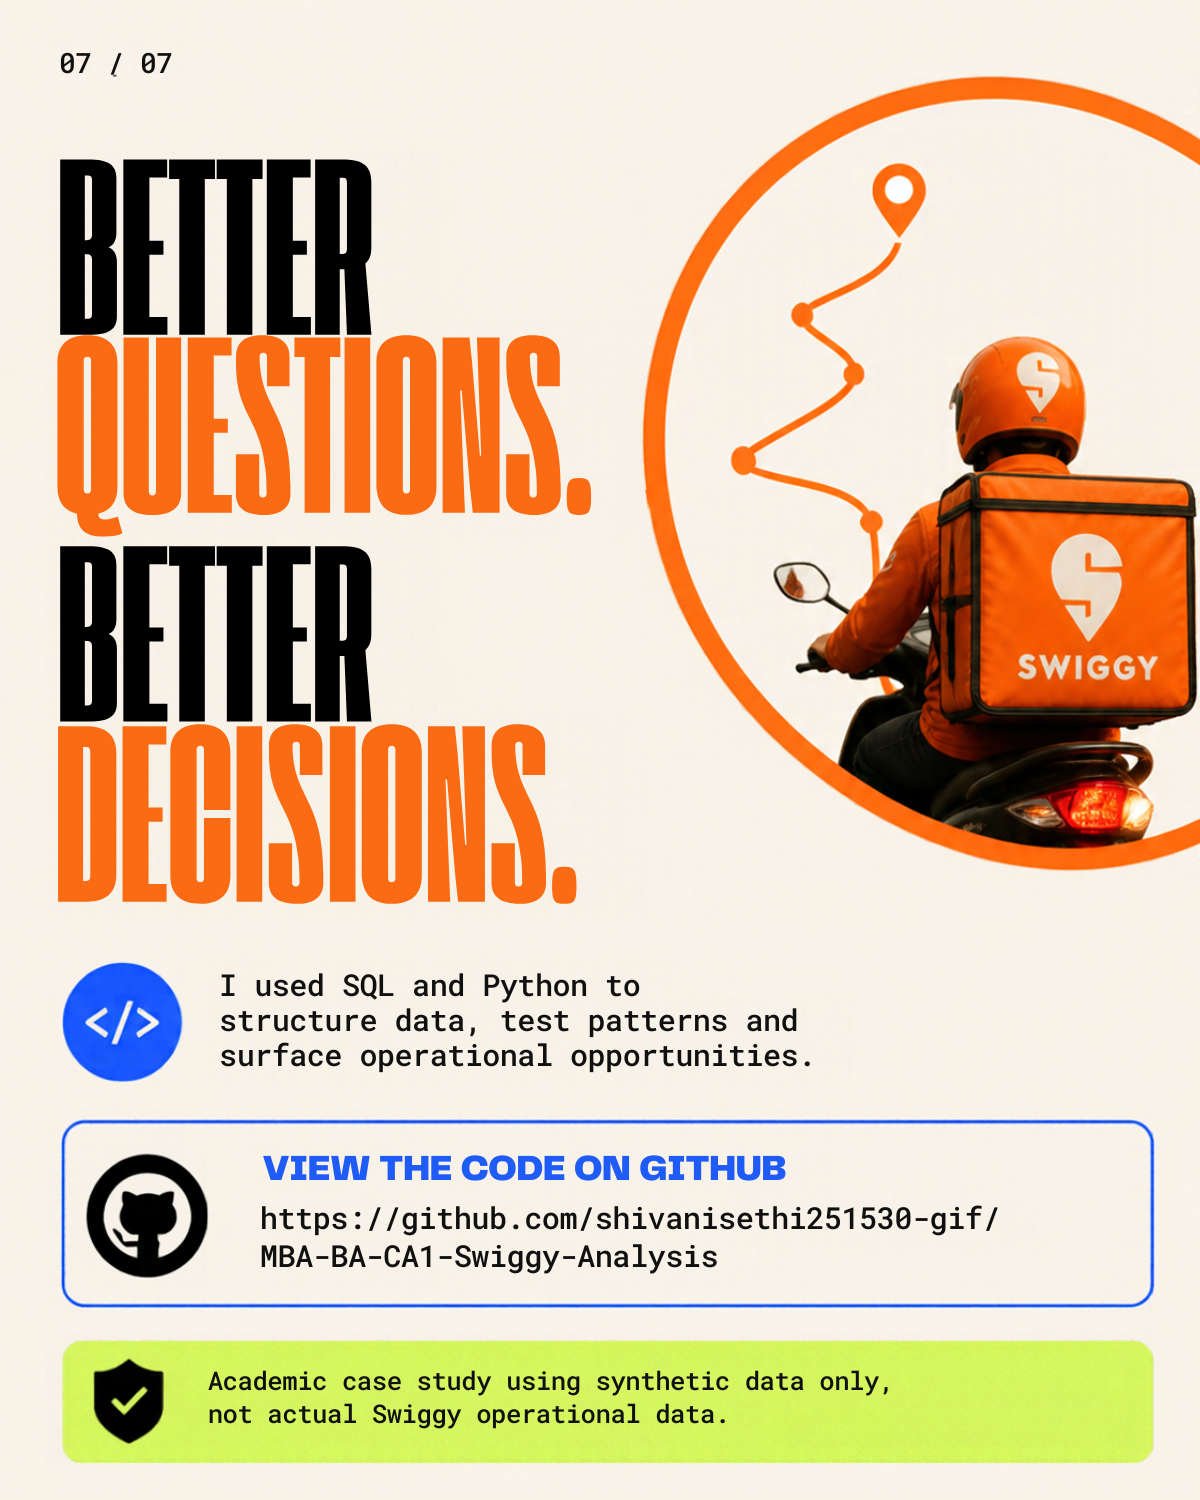 07 / 07
BETTER
QUESTIONS.
BETTER
DECISIONS.
SWIGGY
</>
I used SQL and Python to
structure data, test patterns and
surface operational opportunities.
VIEW THE CODE ON GITHUB
https://github.com/shivanisethi251530-gif/
MBA-BA-CA1-Swiggy-Analysis
Academic case study using synthetic data only,
not actual Swiggy operational data.